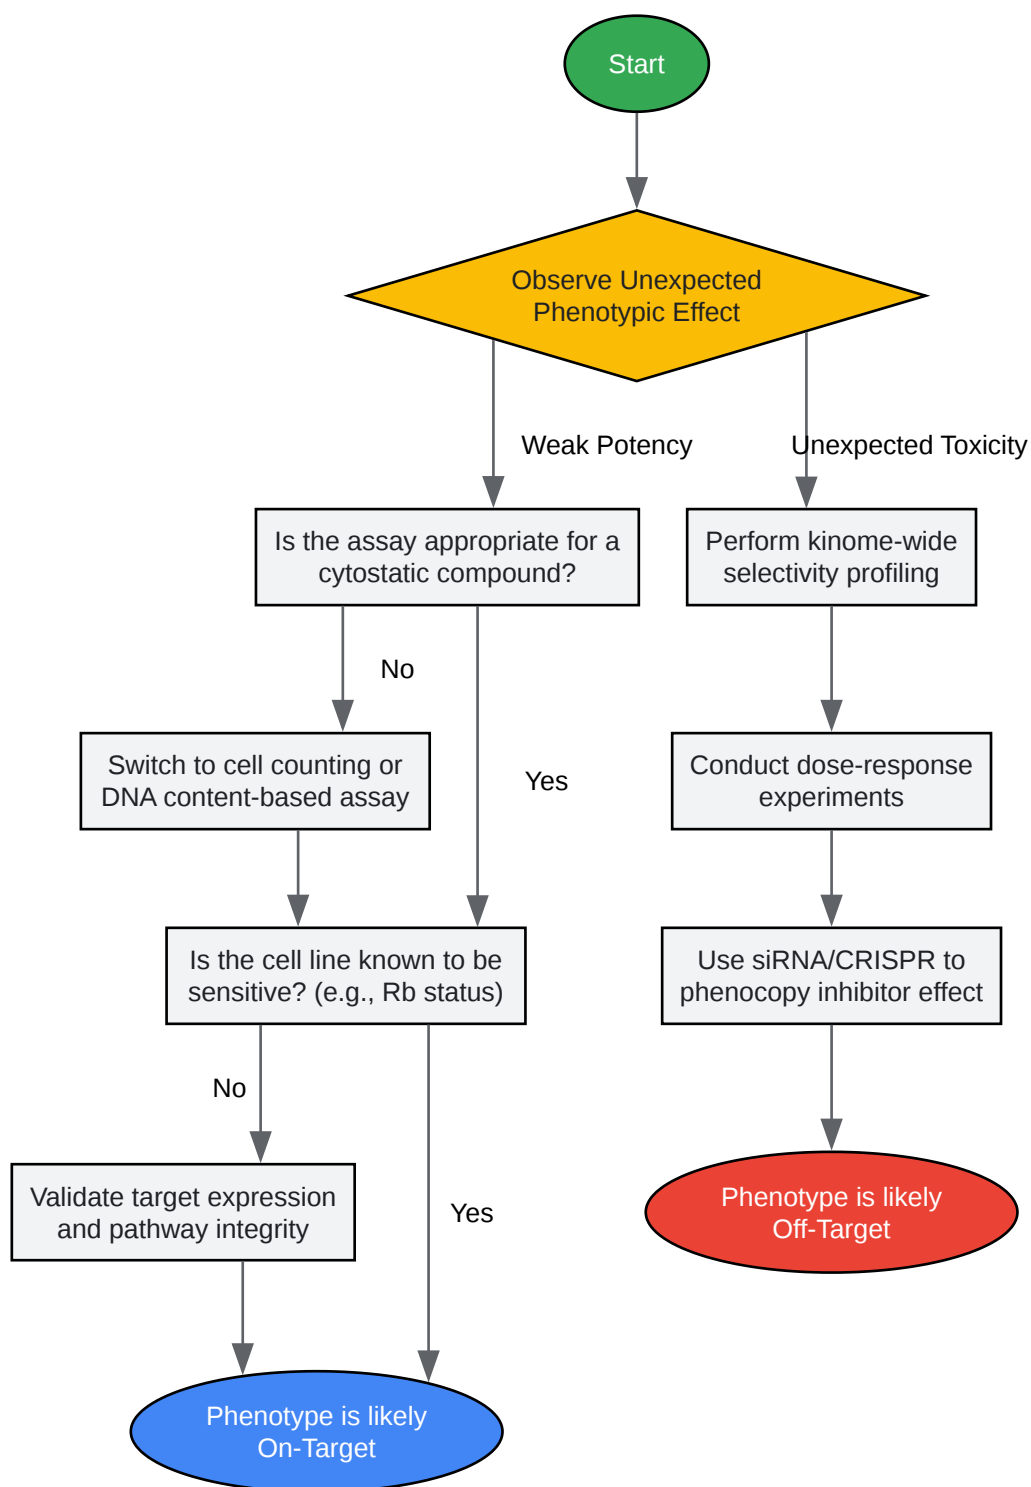 Start
Observe Unexpected
Phenotypic Effect
Weak Potency
Unexpected Toxicity
Is the assay appropriate for a
cytostatic compound?
Perform kinome-wide
selectivity profiling
No
Switch to cell counting or
DNA content-based assay
Yes
Conduct dose-response
experiments
Is the cell line known to be
sensitive? (e.g., Rb status)
Use siRNA/CRISPR to
phenocopy inhibitor effect
No
Validate target expression
and pathway integrity
Yes
Phenotype is likely
Off-Target
Phenotype is likely
On-Target